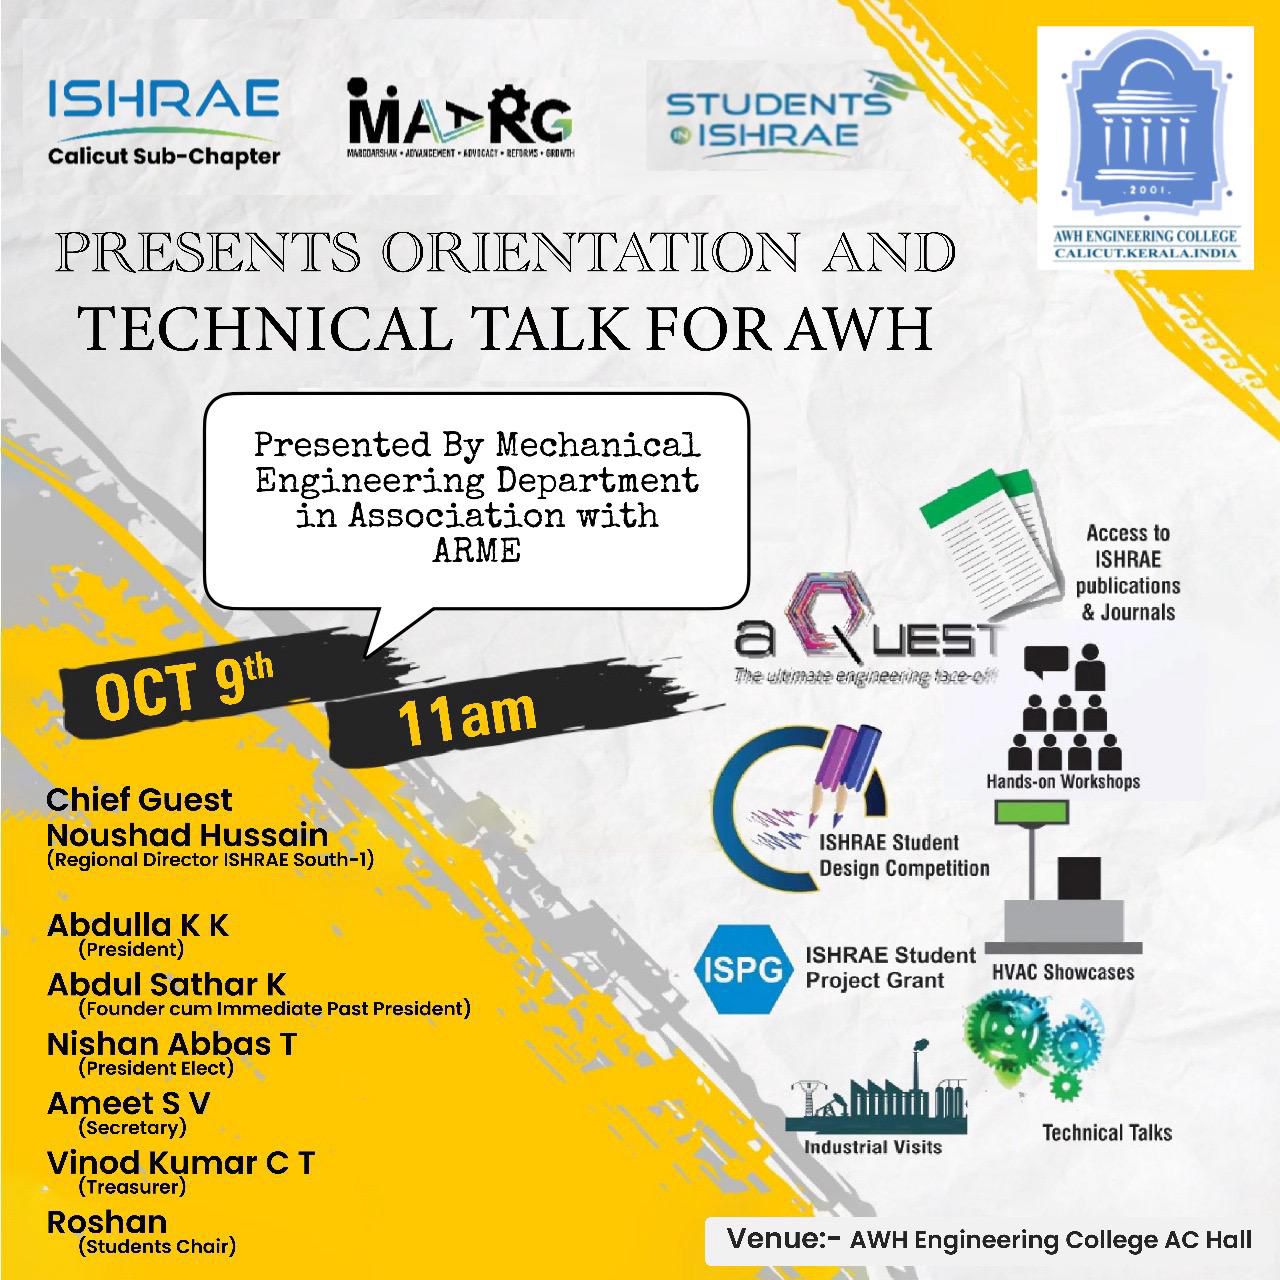 ISHRAE
Calicut Sub-Chapter
MAARG
MARGDARSHAK • ADVANCEMENT • ADVOCACY • REFORMS • GROWTH
STUDENTS
IN ISHRAE
.2001.
AWH ENGINEERING COLLEGE
CALICUT.KERALA.INDIA
PRESENTS ORIENTATION AND
TECHNICAL TALK FOR AWH
Presented By Mechanical
Engineering Department
in Association with
ARME
OCT 9th
11am
Chief Guest
Noushad Hussain
(Regional Director ISHRAE South-1)
Abdulla K K
(President)
Abdul Sathar K
(Founder cum Immediate Past President)
Nishan Abbas T
(President Elect)
Ameet S V
(Secretary)
Vinod Kumar C T
(Treasurer)
Roshan
(Students Chair)
Access to
ISHRAE
publications
& Journals
aQUEST
The ultimate engineering face-off!
Hands-on Workshops
ISHRAE Student
Design Competition
ISPG
ISHRAE Student
Project Grant
HVAC Showcases
Industrial Visits
Technical Talks
Venue:- AWH Engineering College AC Hall